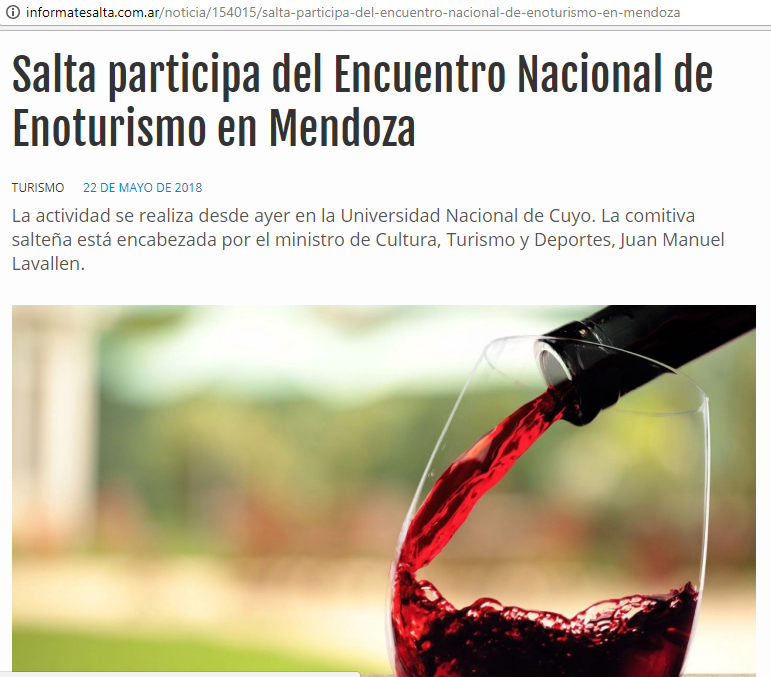 informatesalta.com.ar/noticia/154015/salta-participa-del-encuentro-nacional-de-enoturismo-en-mendoza
Salta participa del Encuentro Nacional de
Enoturismo en Mendoza
TURISMO 22 DE MAYO DE 2018
La actividad se realiza desde ayer en la Universidad Nacional de Cuyo. La comitiva
salteña está encabezada por el ministro de Cultura, Turismo y Deportes, Juan Manuel
Lavallen.